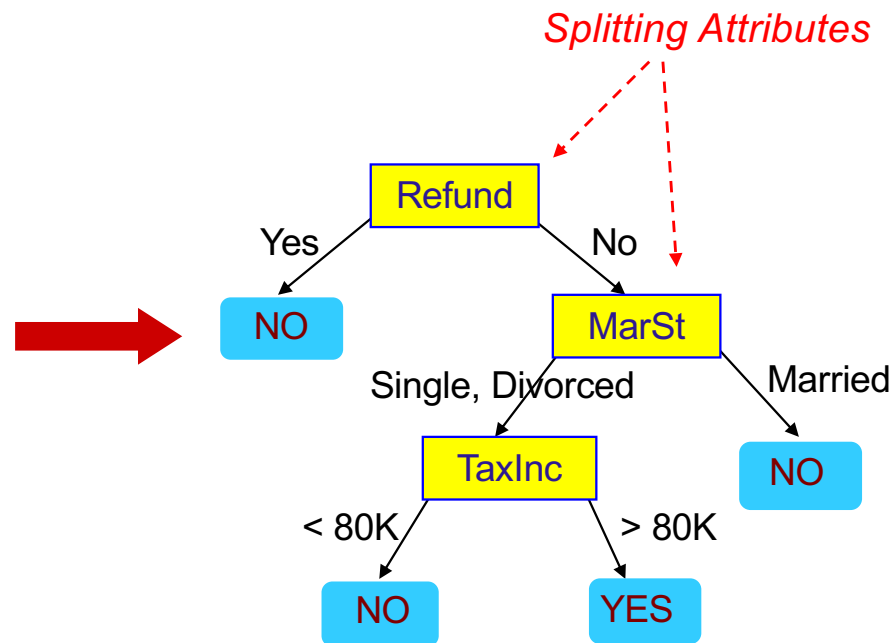 Splitting Attributes
Refund
Yes
No
NO
MarSt
Single, Divorced
Married
TaxInc
NO
< 80K
> 80K
NO
YES